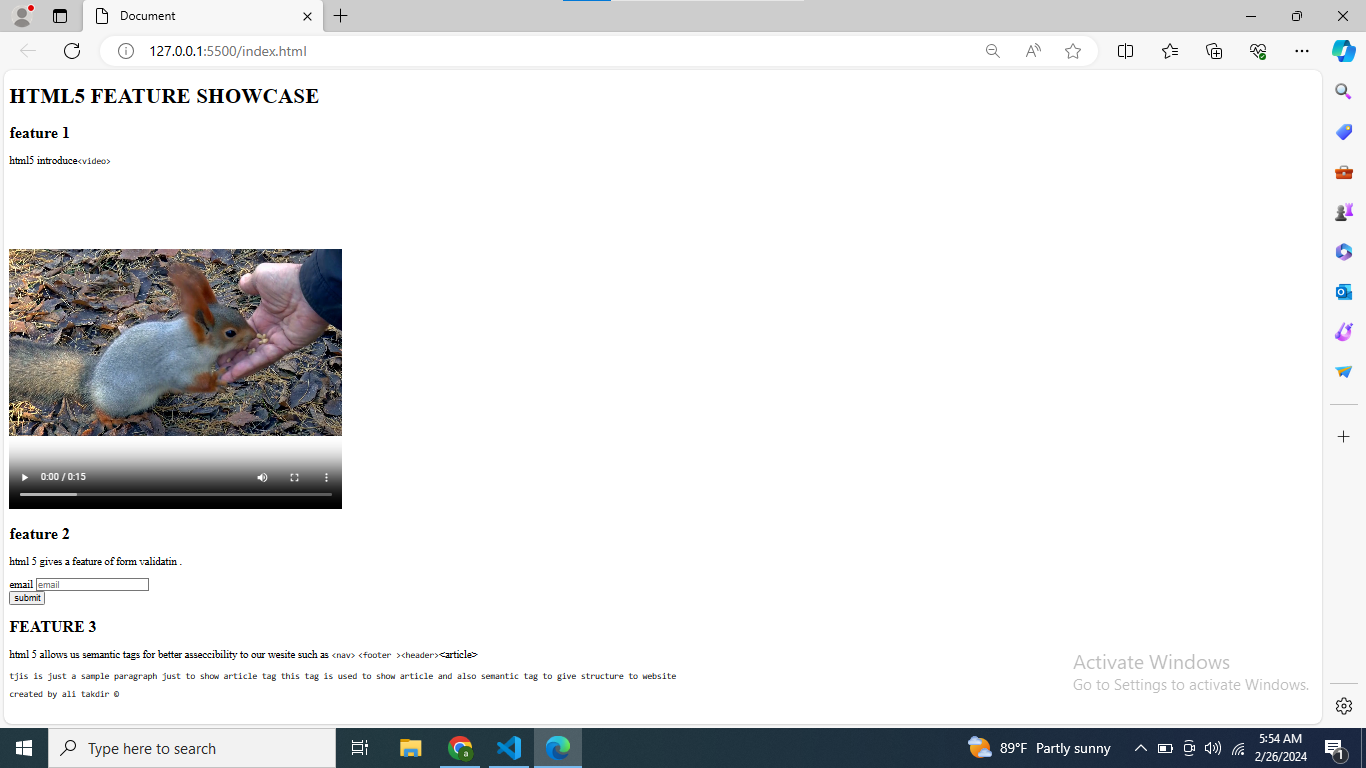 Document
127.0.0.1:5500/index.html
HTML5 FEATURE SHOWCASE
feature 1
html5 introduce<video>
0:00 / 0:15
feature 2
html 5 gives a feature of form validatin .
email email
submit
FEATURE 3
html 5 allows us semantic tags for better asseccibility to our wesite such as <nav> <footer ><header><article>
tjis is just a sample paragraph just to show article tag this tag is used to show article and also semantic tag to give structure to website
created by ali takdir ©
Activate Windows
Go to Settings to activate Windows.
Type here to search
a
89°F Partly sunny
5:54 AM
2/26/2024
1